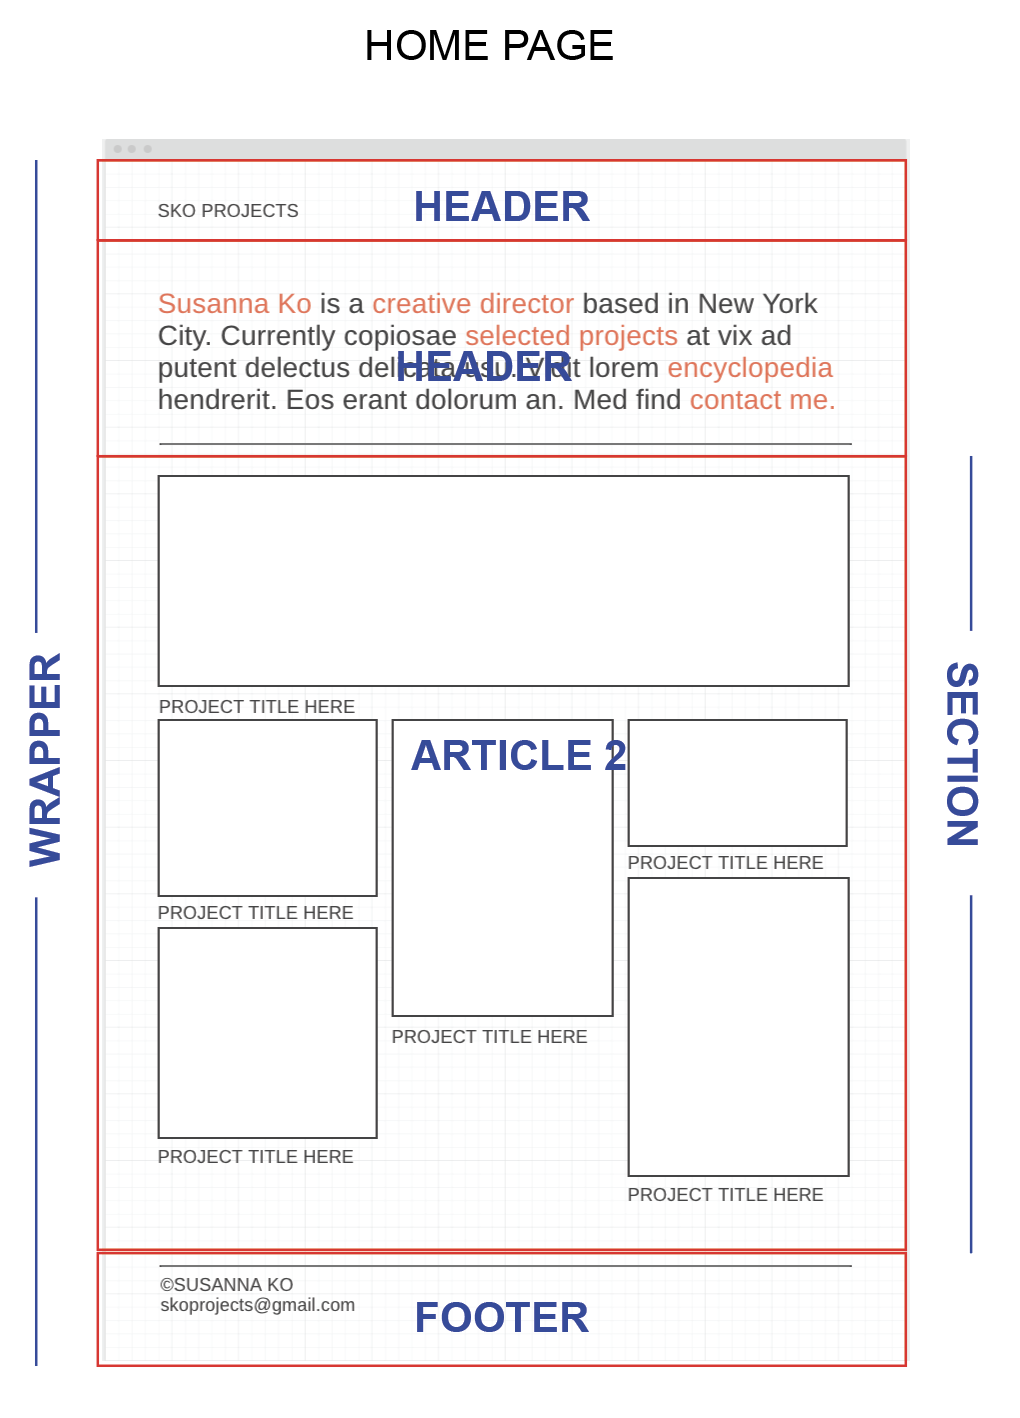 HOME PAGE
SKO PROJECTS
HEADER
Susanna Ko is a creative director based in New York
City. Currently copiosae selected projects at vix ad
putent delectus delicata usu. Vidit lorem encyclopedia
HEADER
hendrerit. Eos erant dolorum an. Med find contact me.
WRAPPER
SECTION
PROJECT TITLE HERE
ARTICLE 2
PROJECT TITLE HERE
PROJECT TITLE HERE
PROJECT TITLE HERE
PROJECT TITLE HERE
PROJECT TITLE HERE
©SUSANNA KO
skoprojects@gmail.com
FOOTER